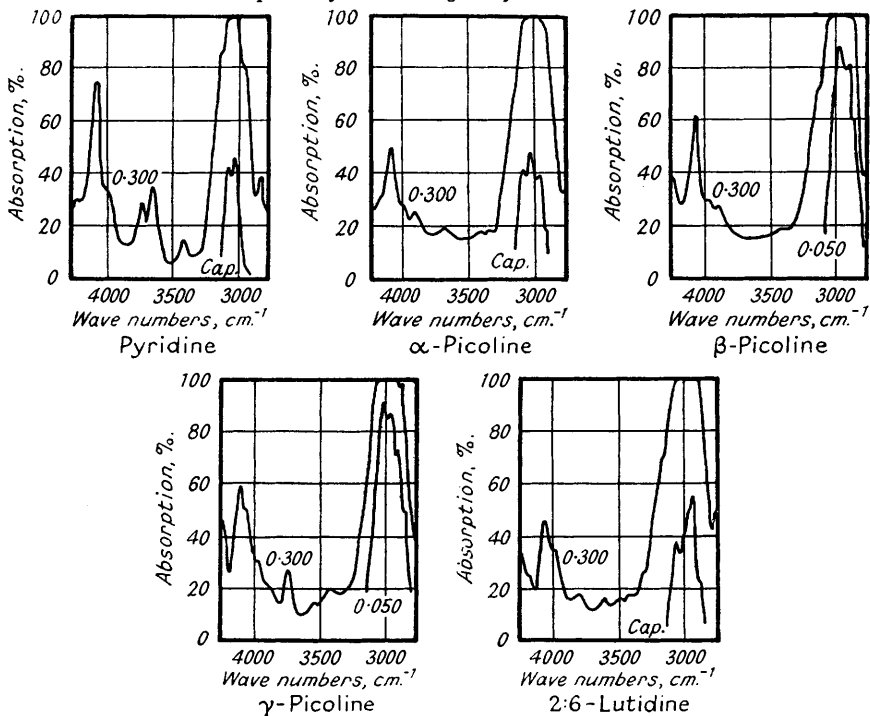 100
80
60
40
20
0
Absorption, %.
0·300
Cap.
4000 3500 3000
Wave numbers, cm.⁻¹
Pyridine
100
80
60
40
20
0
Absorption, %.
0·300
Cap.
4000 3500 3000
Wave numbers, cm.⁻¹
α-Picoline
100
80
60
40
20
0
Absorption, %.
0·300
0·050
4000 3500 3000
Wave numbers, cm.⁻¹
β-Picoline
100
80
60
40
20
0
Absorption, %.
0·300
0·050
4000 3500 3000
Wave numbers, cm.⁻¹
γ-Picoline
100
80
60
40
20
0
Absorption, %.
0·300
Cap.
4000 3500 3000
Wave numbers, cm.⁻¹
2:6-Lutidine